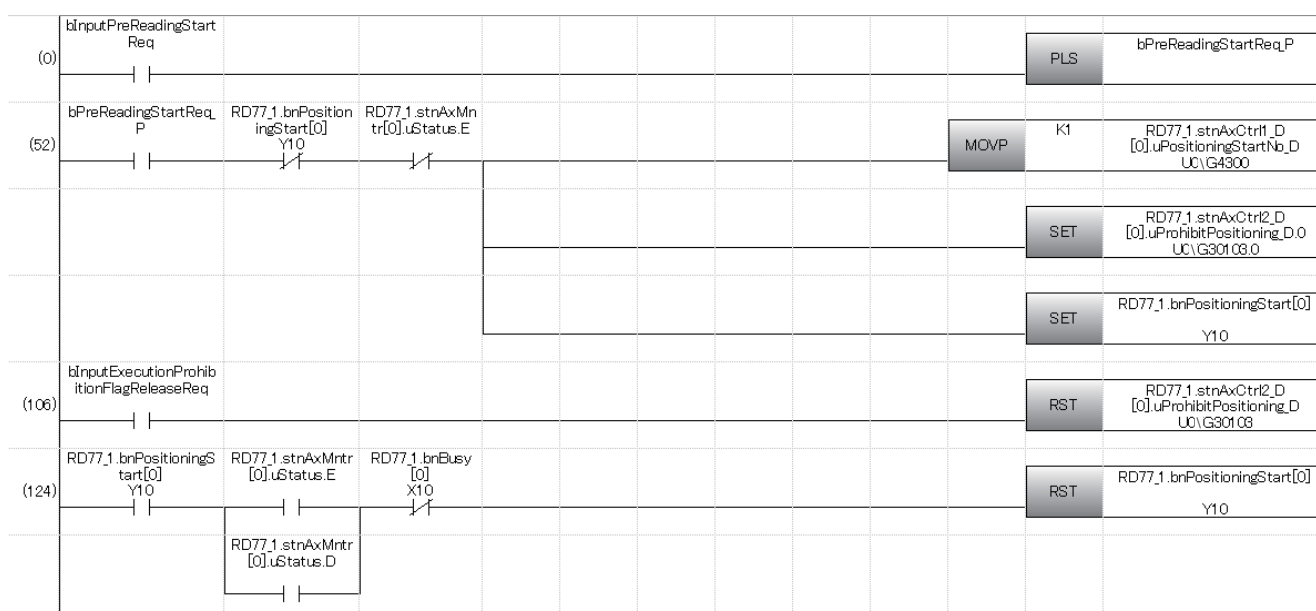 bInputPreReadingStart
Req
(0)
PLS
bPreReadingStartReq_P
bPreReadingStartReq_
P
RD77_1.bnPosition
ingStart[0]
Y10
RD77_1.stnAxMn
tr[0].uStatus.E
(52)
MOVP
K1
RD77_1.stnAxCtrl1_D
[0].uPositioningStartNo_D
U0\G4300
SET
RD77_1.stnAxCtrl2_D
[0].uProhibitPositioning_D.0
U0\G30103.0
SET
RD77_1.bnPositioningStart[0]
Y10
bInputExecutionProhib
itionFlagReleaseReq
(106)
RST
RD77_1.stnAxCtrl2_D
[0].uProhibitPositioning_D
U0\G30103
RD77_1.bnPositioningS
tart[0]
Y10
RD77_1.stnAxMntr
[0].uStatus.E
RD77_1.bnBusy
[0]
X10
(124)
RST
RD77_1.bnPositioningStart[0]
Y10
RD77_1.stnAxMntr
[0].uStatus.D